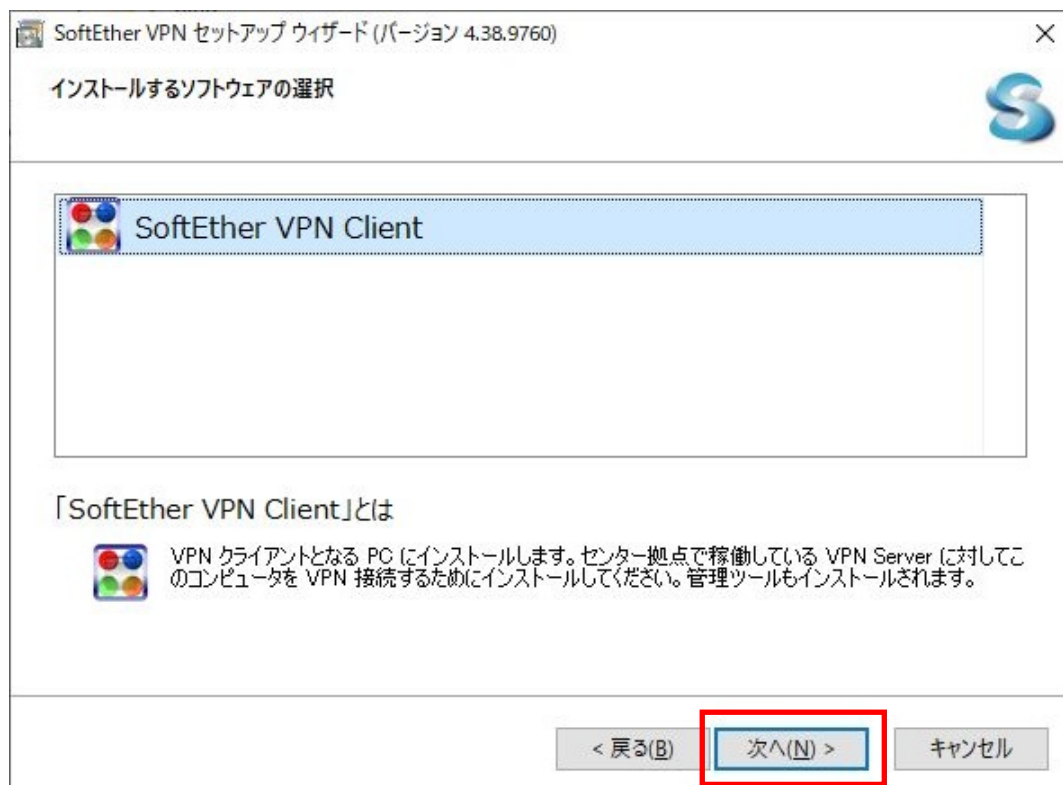 SoftEther VPN セットアップ ウィザード (バージョン 4.38.9760)
インストールするソフトウェアの選択
SoftEther VPN Client
「SoftEther VPN Client」とは
VPN クライアントとなる PC にインストールします。センター拠点で稼働している VPN Server に対してこ
のコンピュータを VPN 接続するためにインストールしてください。管理ツールもインストールされます。
< 戻る(B) 次へ(N) > キャンセル